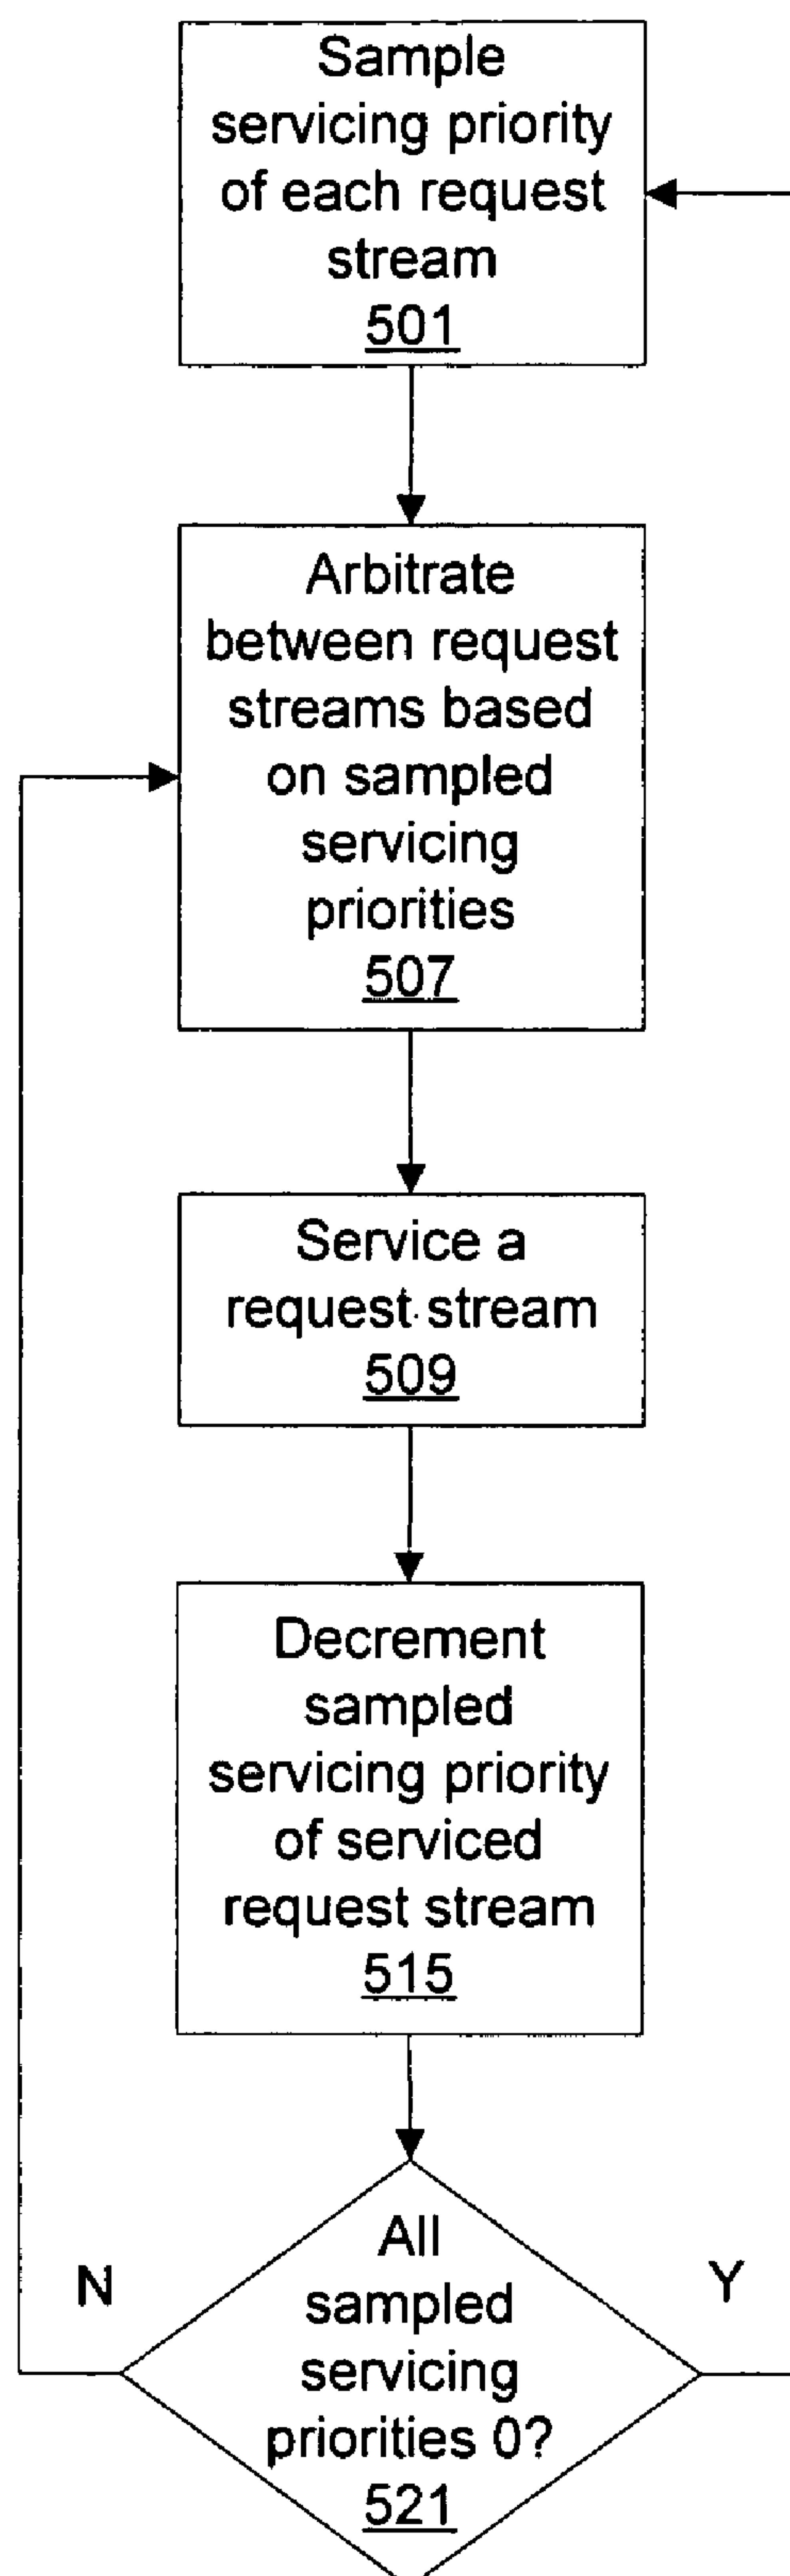 Sample
servicing priority
of each request
stream
501
Arbitrate
between request
streams based
on sampled
servicing
priorities
507
Service a
request stream
509
Decrement
sampled
servicing priority
of serviced
request stream
515
N
Y
All
sampled
servicing
priorities 0?
521